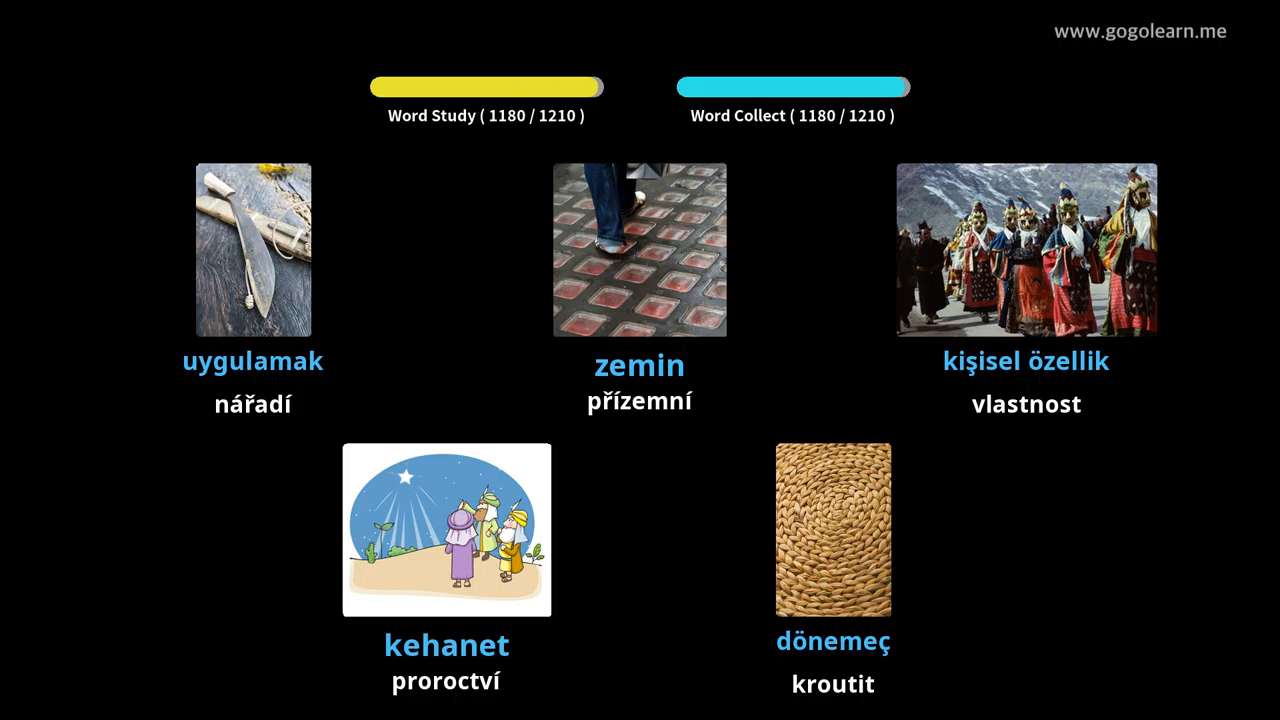 www.gogolearn.me
Word Study ( 1180 / 1210 )
Word Collect ( 1180 / 1210 )
uygulamak
nářadí
zemin
přízemní
kişisel özellik
vlastnost
kehanet
proroctví
dönemeç
kroutit